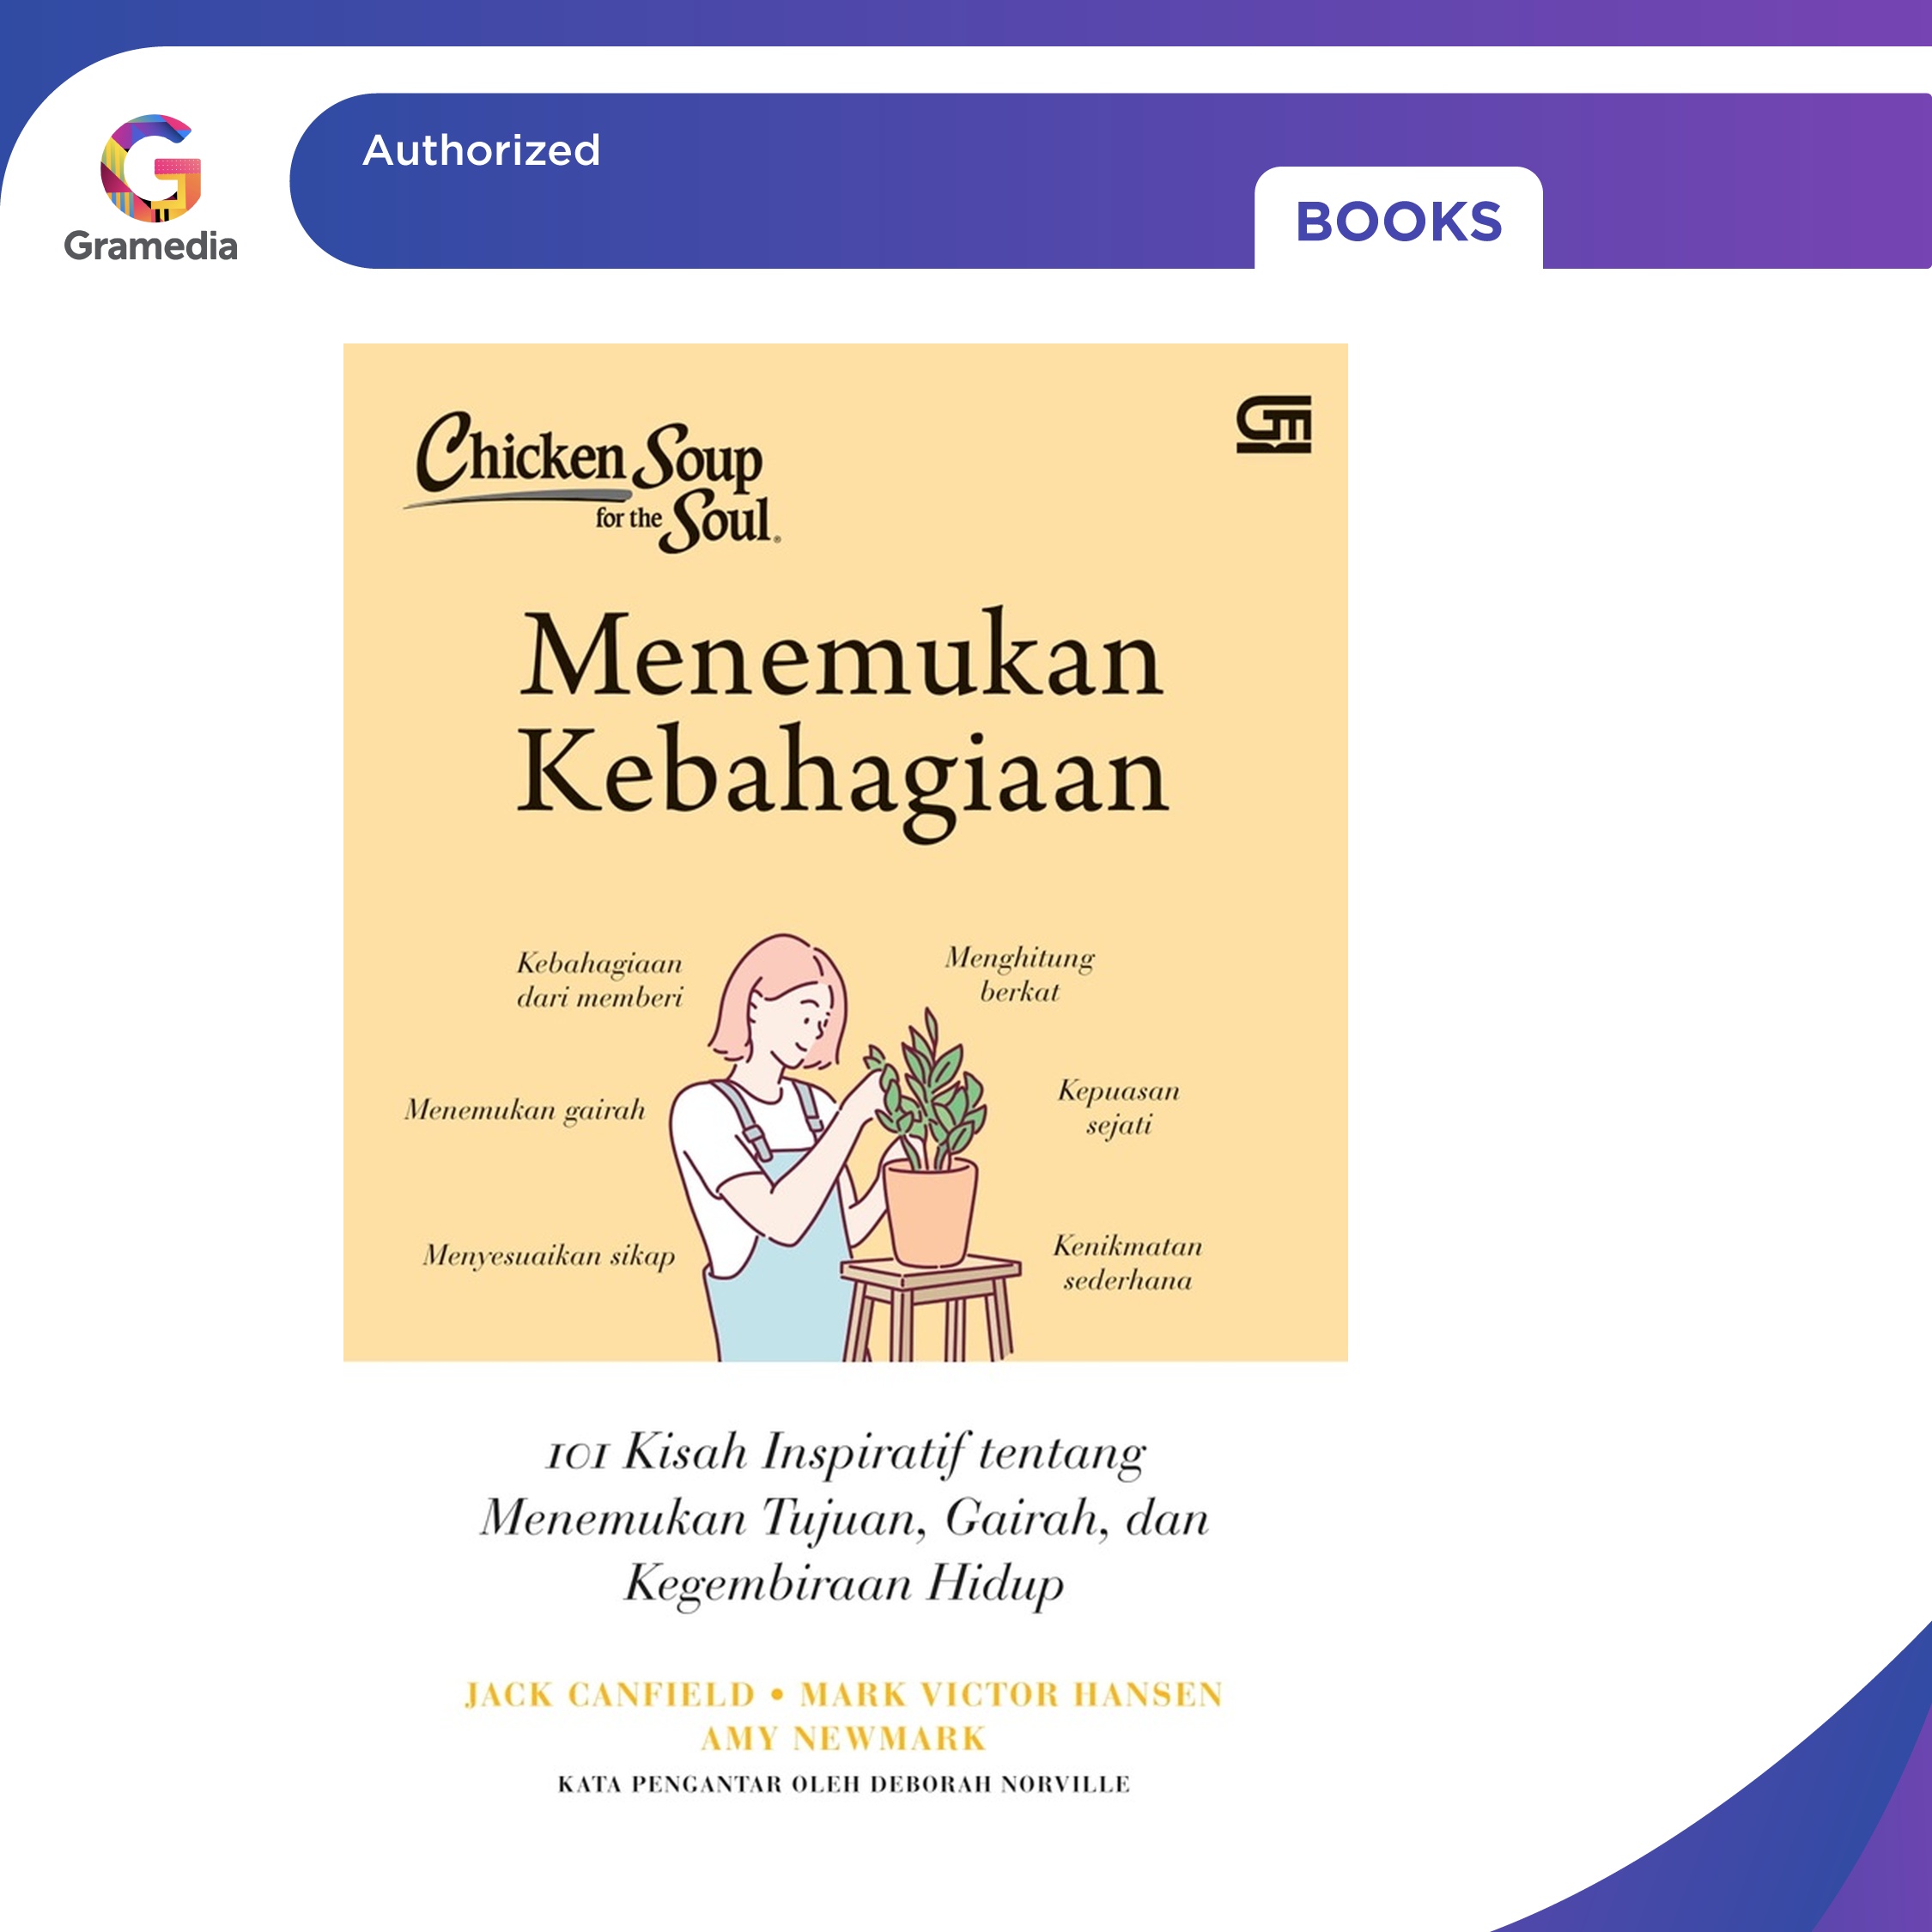 Authorized
BOOKS
Gramedia
Chicken Soup
for the Soul®
GM
Menemukan
Kebahagiaan
Kebahagiaan
dari memberi
Menghitung
berkat
Menemukan gairah
Kepuasan
sejati
Menyesuaikan sikap
Kenikmatan
sederhana
101 Kisah Inspiratif tentang
Menemukan Tujuan, Gairah, dan
Kegembiraan Hidup
JACK CANFIELD • MARK VICTOR HANSEN
AMY NEWMARK
KATA PENGANTAR OLEH DEBORAH NORVILLE